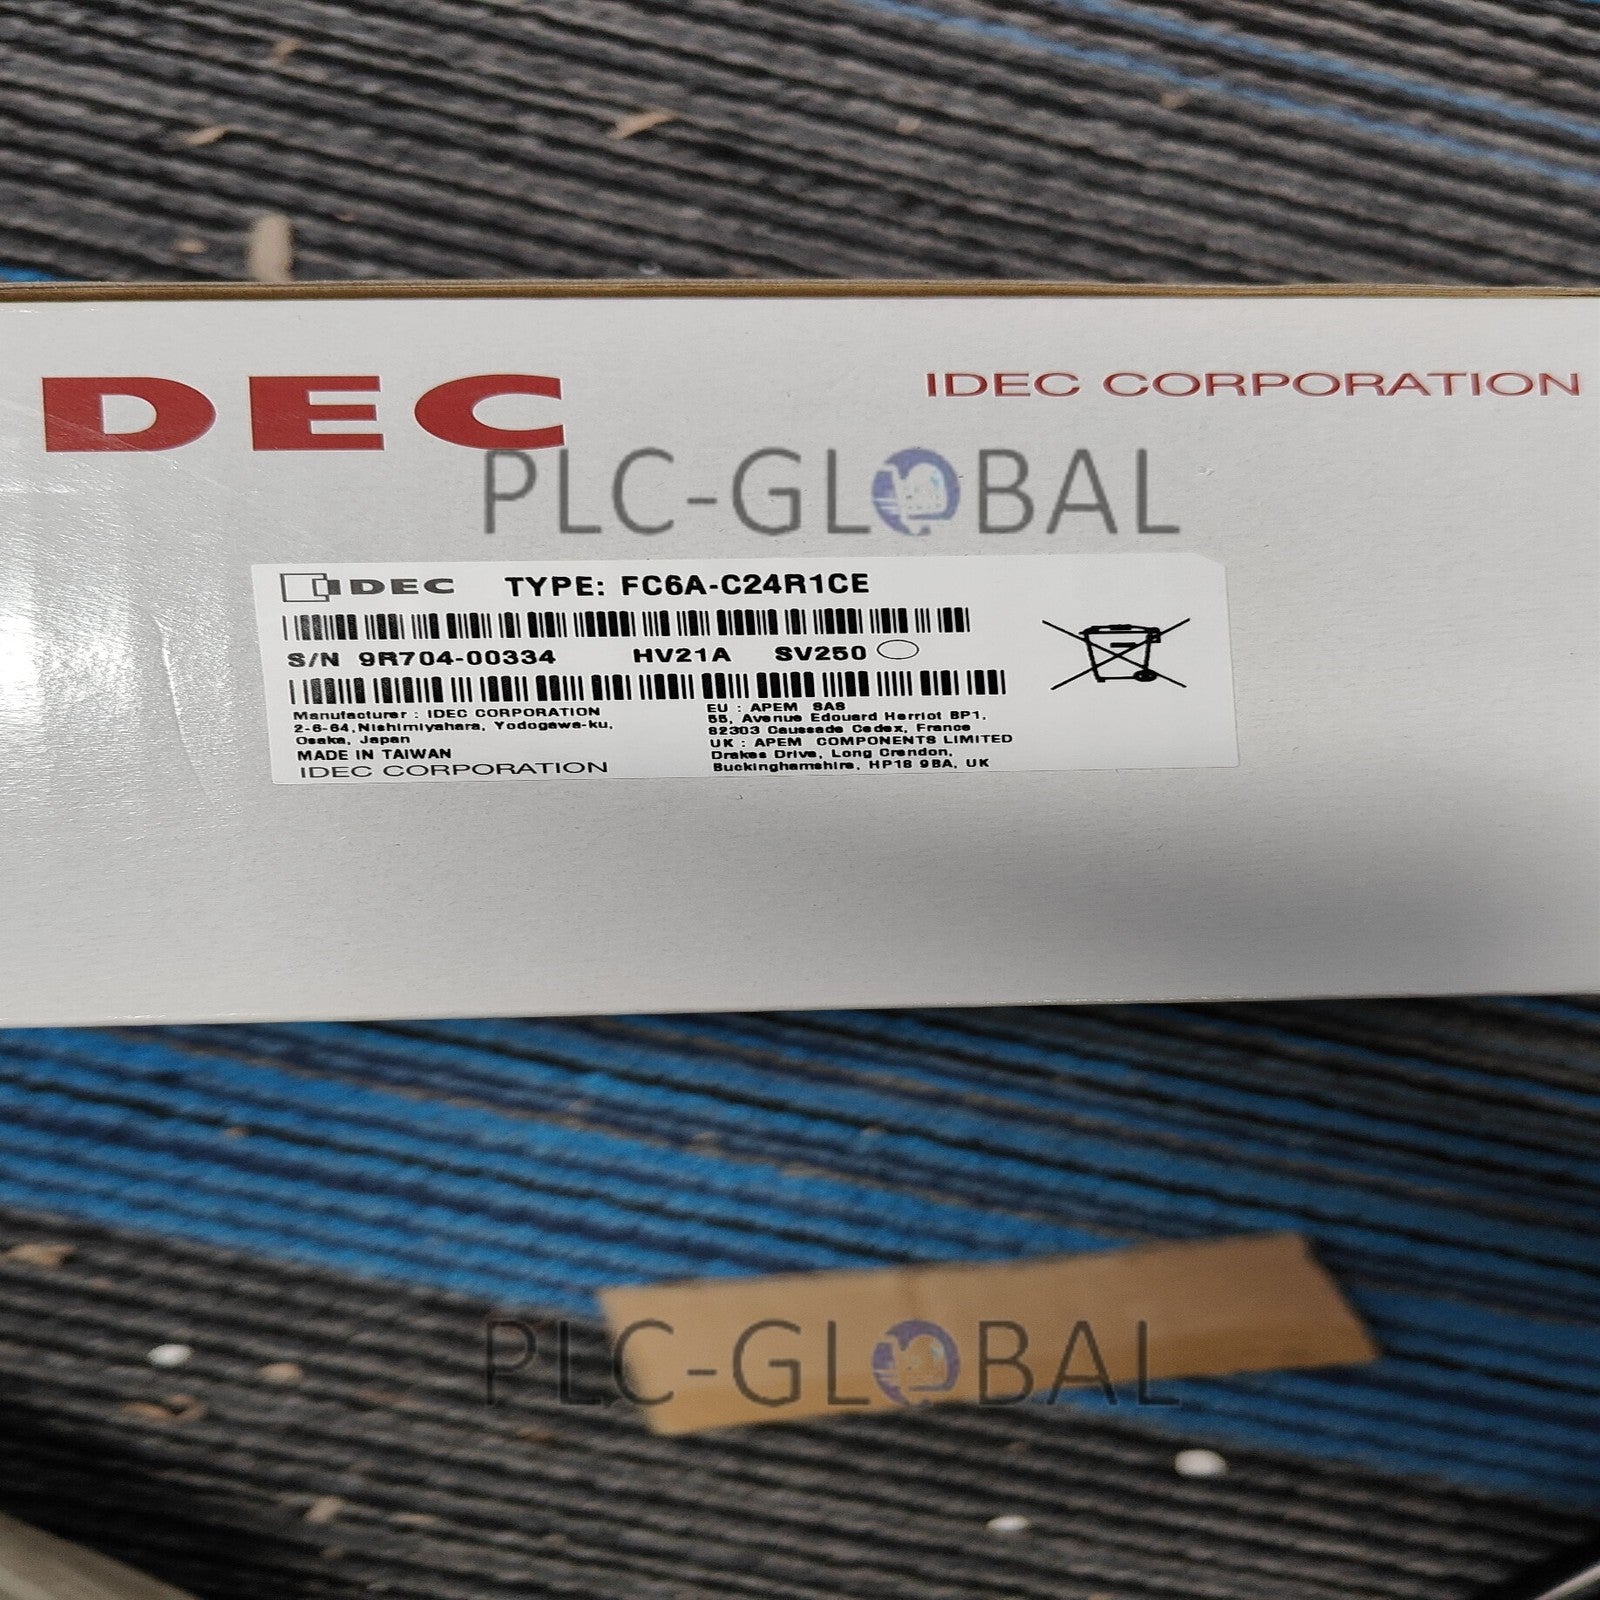 DEC
IDEC CORPORATION
PLC-GLOBAL
IDEC TYPE: FC6A-C24R1CE
S/N 9R704-00334 HV21A SV250
Manufacturer : IDEC CORPORATION
2-6-64,Nishimiyahara, Yodogawa-ku,
Osaka, Japan
MADE IN TAIWAN
IDEC CORPORATION
EU : APEM SAS
55, Avenue Edouard Herriot BP1,
82303 Caussade Cedex, France
UK : APEM COMPONENTS LIMITED
Drakes Drive, Long Crendon,
Buckinghamshire, HP18 9BA, UK
PLC-GLOBAL